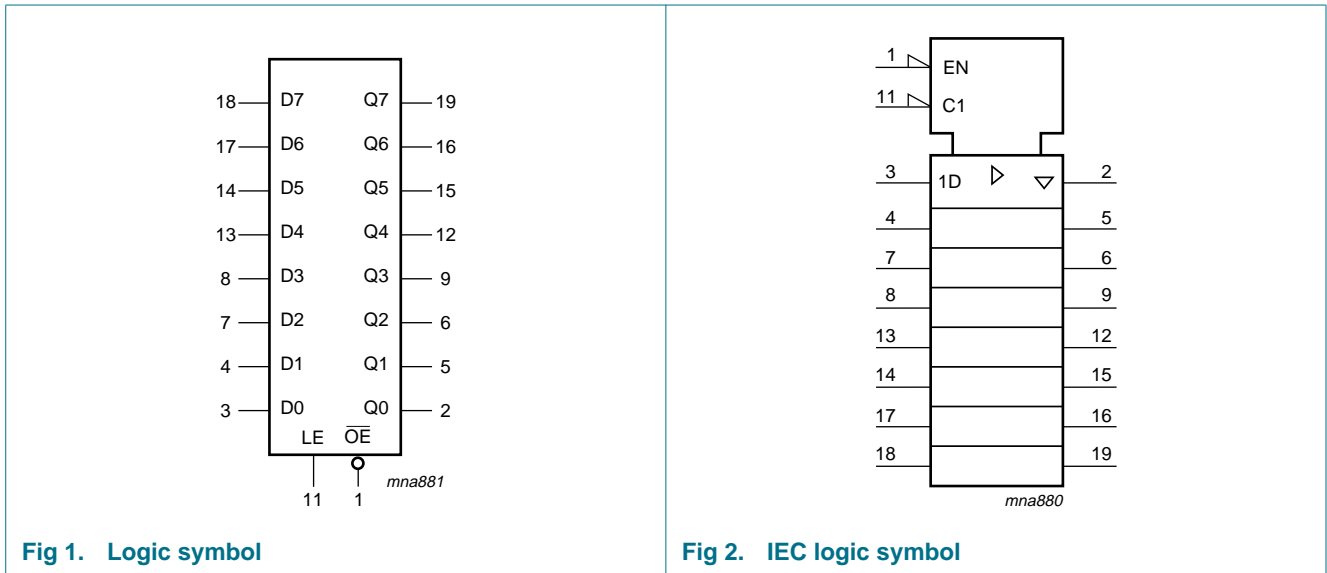 18 D7 Q7 19
17 D6 Q6 16
14 D5 Q5 15
13 D4 Q4 12
8 D3 Q3 9
7 D2 Q2 6
4 D1 Q1 5
3 D0 Q0 2
LE OE
11 1
mna881
Fig 1. Logic symbol
1 EN
11 C1
3 1D 2
4 5
7 6
8 9
13 12
14 15
17 16
18 19
mna880
Fig 2. IEC logic symbol